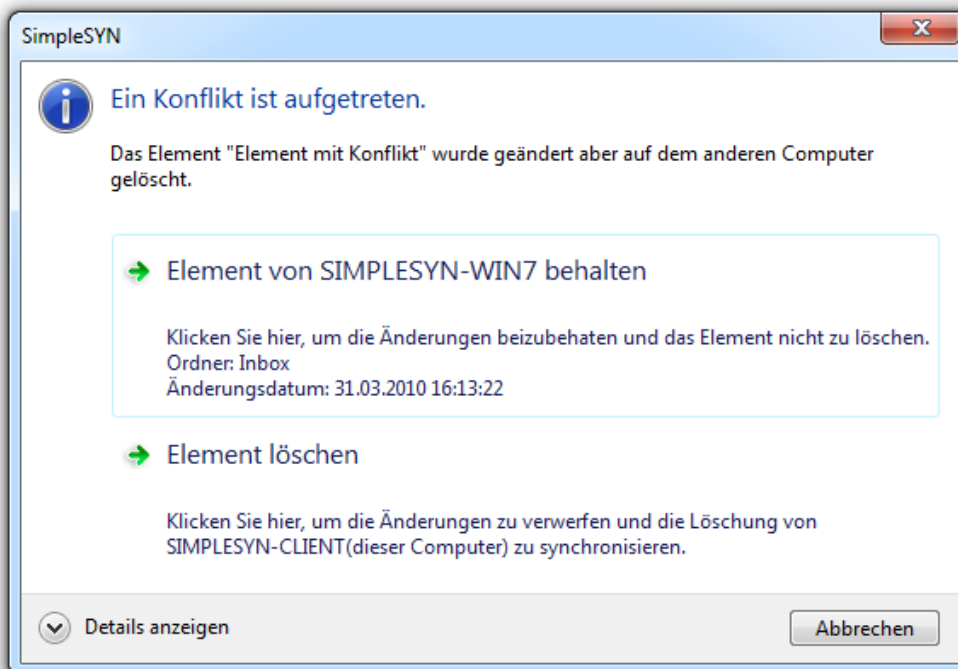 SimpleSYN
Ein Konflikt ist aufgetreten.
Das Element "Element mit Konflikt" wurde geändert aber auf dem anderen Computer
gelöscht.
Element von SIMPLESYN-WIN7 behalten
Klicken Sie hier, um die Änderungen beizubehaten und das Element nicht zu löschen.
Ordner: Inbox
Änderungsdatum: 31.03.2010 16:13:22
Element löschen
Klicken Sie hier, um die Änderungen zu verwerfen und die Löschung von
SIMPLESYN-CLIENT(dieser Computer) zu synchronisieren.
Details anzeigen
Abbrechen